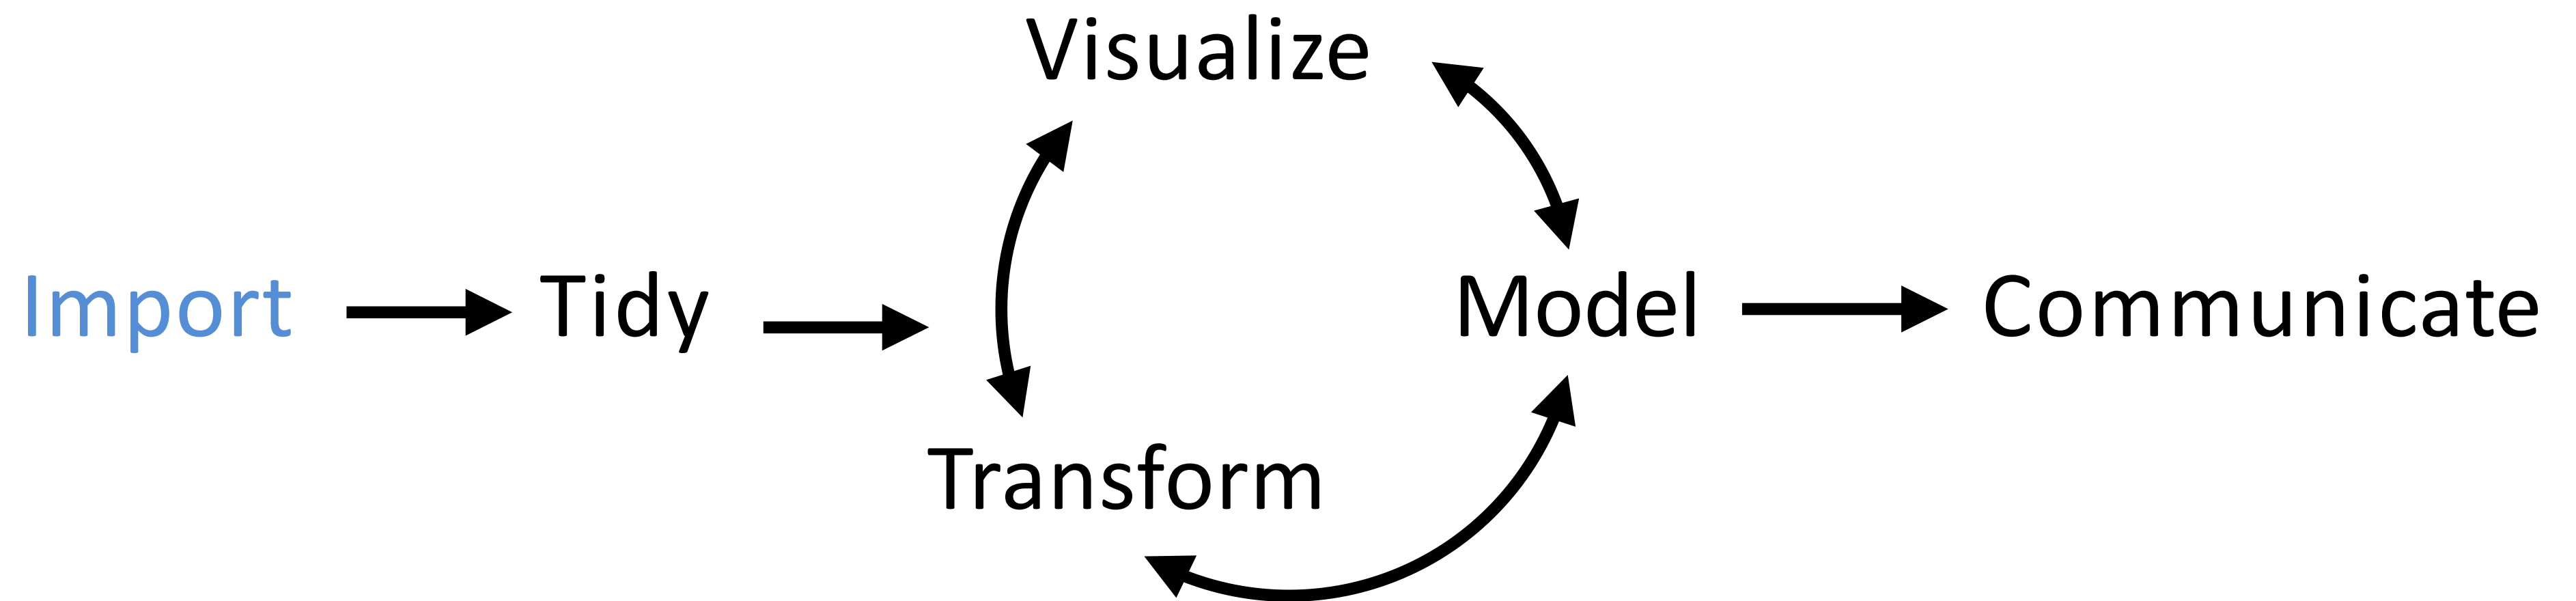 Visualize
Import
Tidy
Model
Communicate
Transform